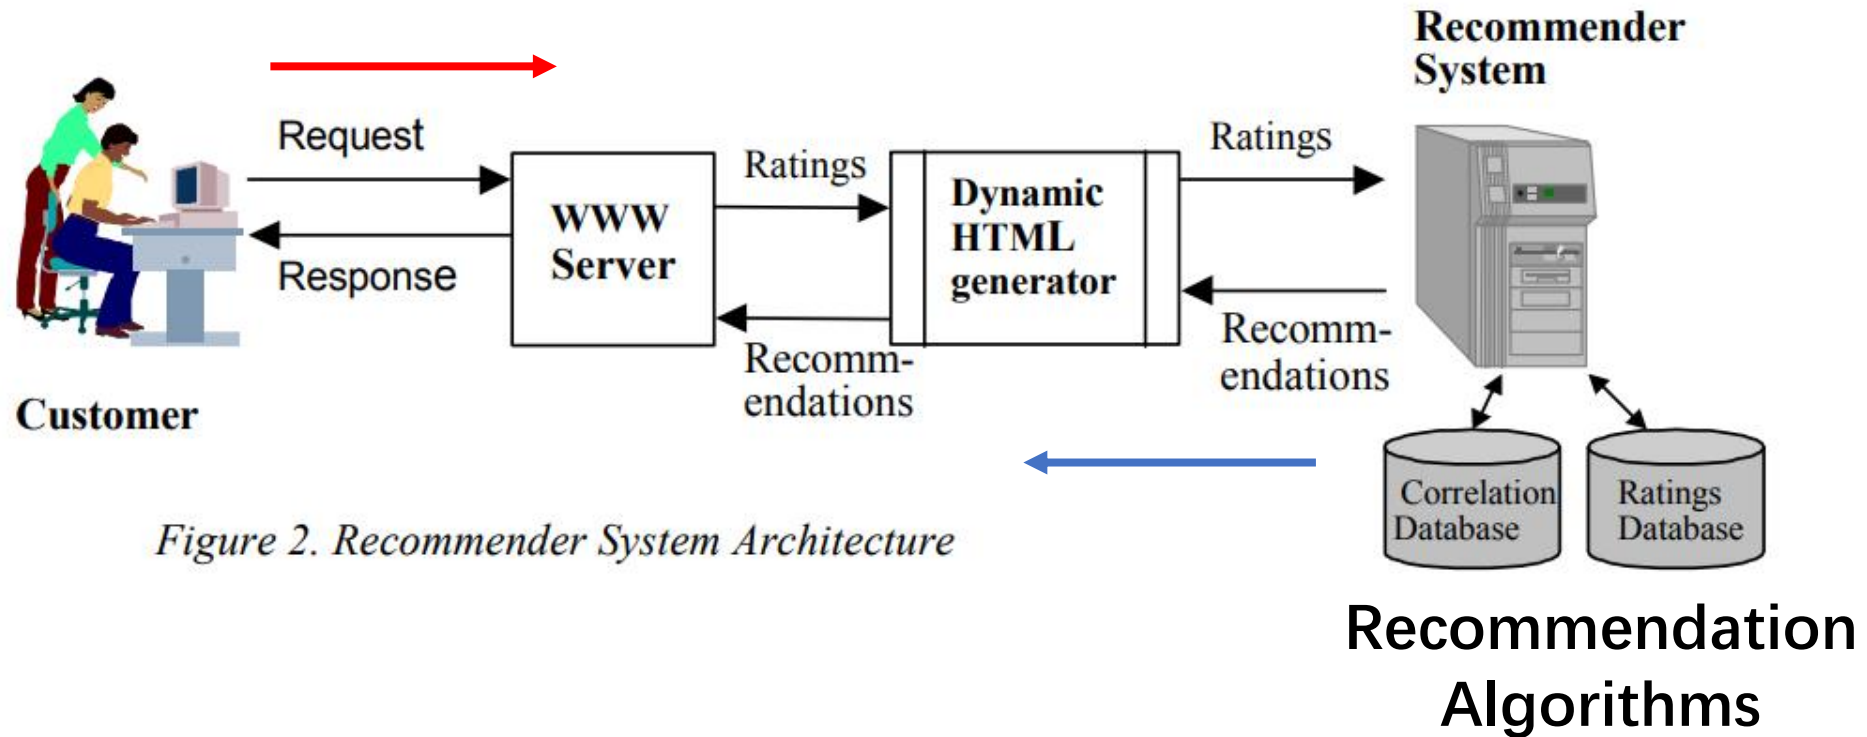 Recommender
System
Request
Ratings
Ratings
WWW
Server
Dynamic
HTML
generator
Response
Recomm-
endations
Recomm-
endations
Customer
Correlation
Database
Ratings
Database
Figure 2. Recommender System Architecture
Recommendation
Algorithms